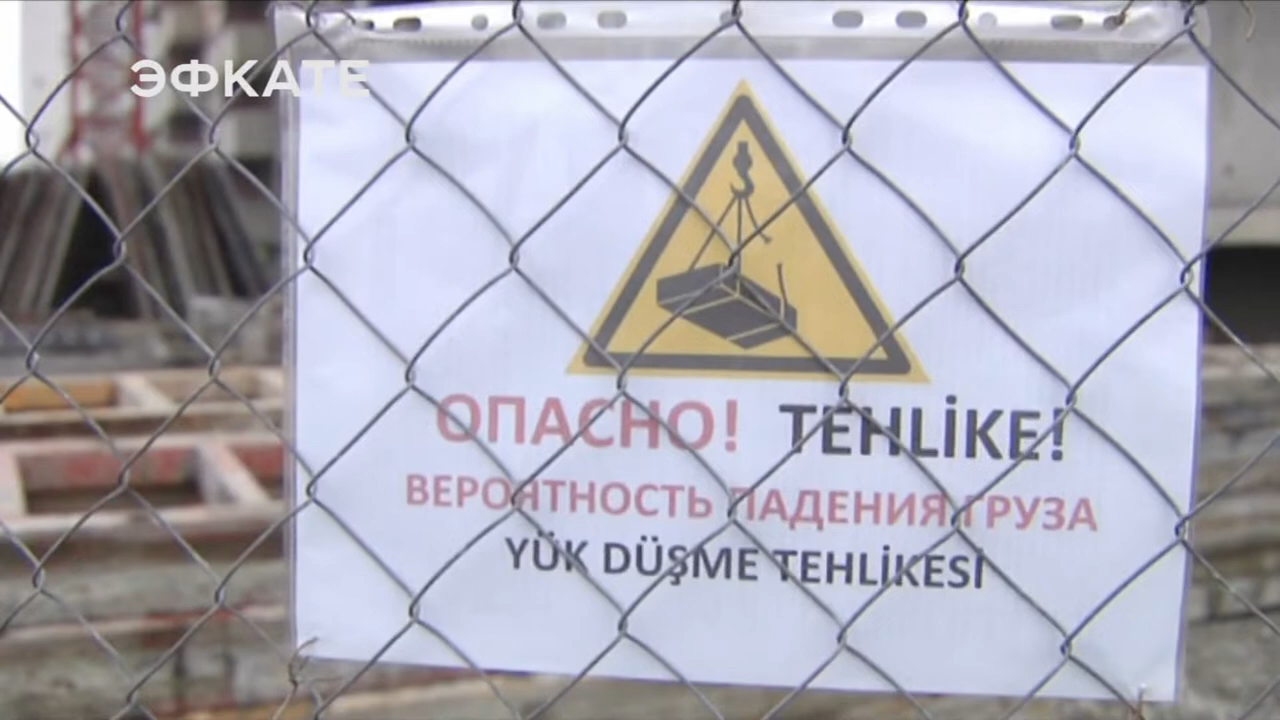 ЭФКАТЕ
ОПАСНО! TEHLİKE!
ВЕРОЯТНОСТЬ ПАДЕНИЯ ГРУЗА
YÜK DÜŞME TEHLİKESİ